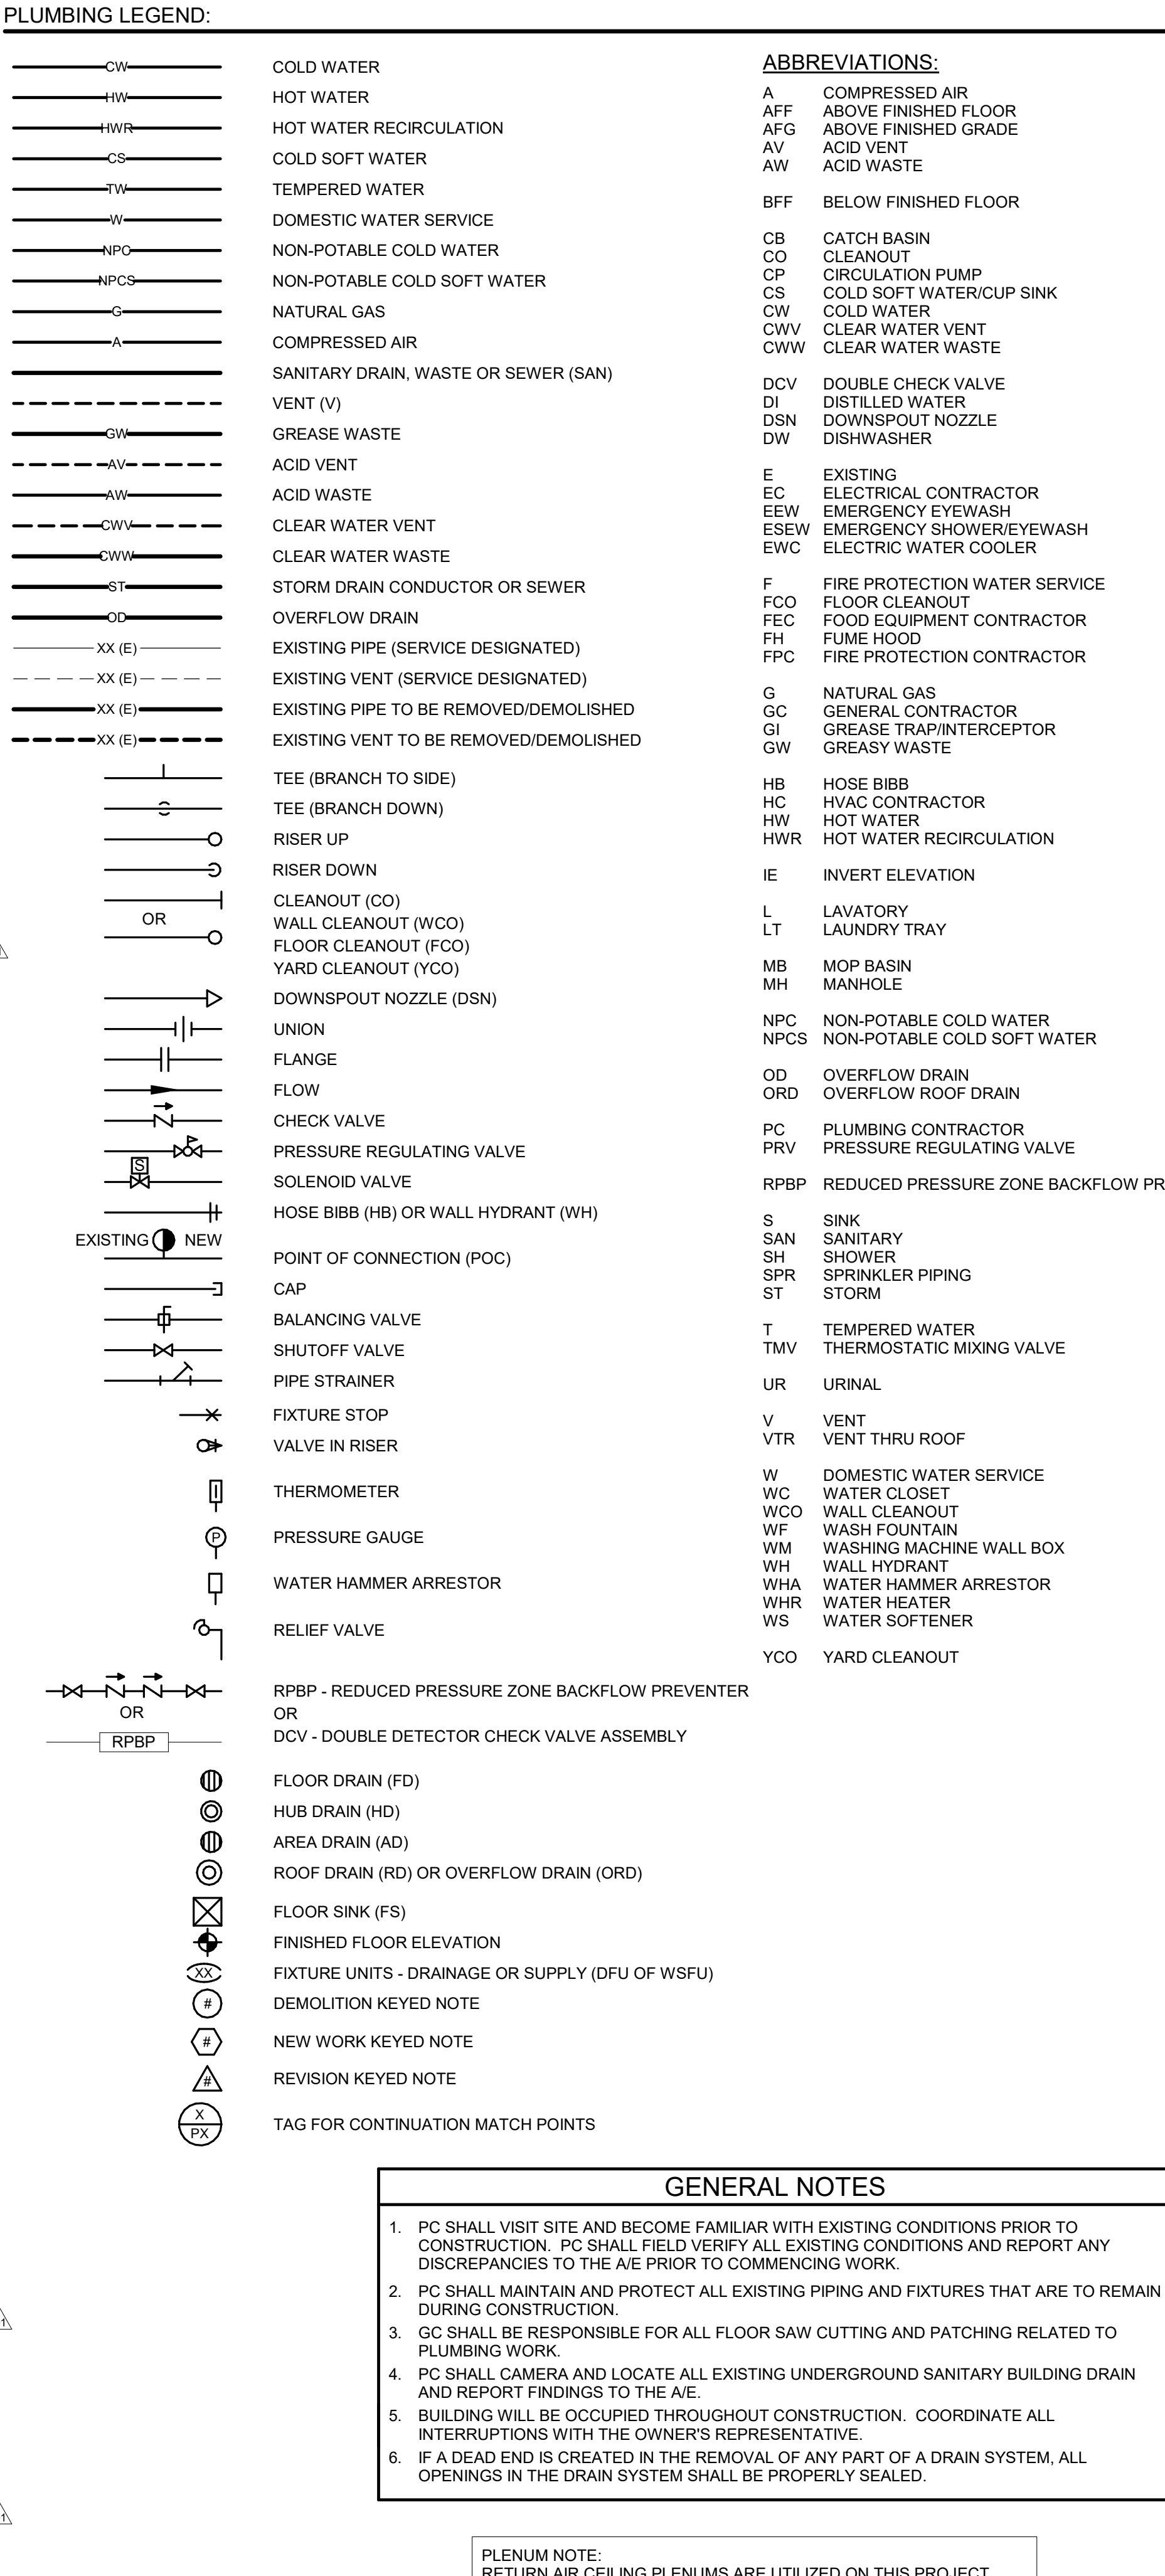 PLUMBING LEGEND:
CW COLD WATER
HW HOT WATER
HWR HOT WATER RECIRCULATION
CS COLD SOFT WATER
TW TEMPERED WATER
W DOMESTIC WATER SERVICE
NPC NON-POTABLE COLD WATER
NPCS NON-POTABLE COLD SOFT WATER
G NATURAL GAS
A COMPRESSED AIR
SANITARY DRAIN, WASTE OR SEWER (SAN)
VENT (V)
GW GREASE WASTE
AV ACID VENT
AW ACID WASTE
CWV CLEAR WATER VENT
CWW CLEAR WATER WASTE
ST STORM DRAIN CONDUCTOR OR SEWER
OD OVERFLOW DRAIN
XX (E) EXISTING PIPE (SERVICE DESIGNATED)
XX (E) EXISTING VENT (SERVICE DESIGNATED)
XX (E) EXISTING PIPE TO BE REMOVED/DEMOLISHED
XX (E) EXISTING VENT TO BE REMOVED/DEMOLISHED
TEE (BRANCH TO SIDE)
TEE (BRANCH DOWN)
RISER UP
RISER DOWN
CLEANOUT (CO)
OR
WALL CLEANOUT (WCO)
FLOOR CLEANOUT (FCO)
YARD CLEANOUT (YCO)
DOWNSPOUT NOZZLE (DSN)
UNION
FLANGE
FLOW
CHECK VALVE
PRESSURE REGULATING VALVE
S SOLENOID VALVE
HOSE BIBB (HB) OR WALL HYDRANT (WH)
EXISTING NEW
POINT OF CONNECTION (POC)
CAP
BALANCING VALVE
SHUTOFF VALVE
PIPE STRAINER
FIXTURE STOP
VALVE IN RISER
THERMOMETER
P PRESSURE GAUGE
WATER HAMMER ARRESTOR
RELIEF VALVE
RPBP - REDUCED PRESSURE ZONE BACKFLOW PREVENTER
OR OR
RPBP DCV - DOUBLE DETECTOR CHECK VALVE ASSEMBLY
FLOOR DRAIN (FD)
HUB DRAIN (HD)
AREA DRAIN (AD)
ROOF DRAIN (RD) OR OVERFLOW DRAIN (ORD)
FLOOR SINK (FS)
FINISHED FLOOR ELEVATION
XX FIXTURE UNITS - DRAINAGE OR SUPPLY (DFU OF WSFU)
# DEMOLITION KEYED NOTE
# NEW WORK KEYED NOTE
# REVISION KEYED NOTE
X
PX TAG FOR CONTINUATION MATCH POINTS
ABBREVIATIONS:
A COMPRESSED AIR
AFF ABOVE FINISHED FLOOR
AFG ABOVE FINISHED GRADE
AV ACID VENT
AW ACID WASTE
BFF BELOW FINISHED FLOOR
CB CATCH BASIN
CO CLEANOUT
CP CIRCULATION PUMP
CS COLD SOFT WATER/CUP SINK
CW COLD WATER
CWV CLEAR WATER VENT
CWW CLEAR WATER WASTE
DCV DOUBLE CHECK VALVE
DI DISTILLED WATER
DSN DOWNSPOUT NOZZLE
DW DISHWASHER
E EXISTING
EC ELECTRICAL CONTRACTOR
EEW EMERGENCY EYEWASH
ESEW EMERGENCY SHOWER/EYEWASH
EWC ELECTRIC WATER COOLER
F FIRE PROTECTION WATER SERVICE
FCO FLOOR CLEANOUT
FEC FOOD EQUIPMENT CONTRACTOR
FH FUME HOOD
FPC FIRE PROTECTION CONTRACTOR
G NATURAL GAS
GC GENERAL CONTRACTOR
GI GREASE TRAP/INTERCEPTOR
GW GREASY WASTE
HB HOSE BIBB
HC HVAC CONTRACTOR
HW HOT WATER
HWR HOT WATER RECIRCULATION
IE INVERT ELEVATION
L LAVATORY
LT LAUNDRY TRAY
MB MOP BASIN
MH MANHOLE
NPC NON-POTABLE COLD WATER
NPCS NON-POTABLE COLD SOFT WATER
OD OVERFLOW DRAIN
ORD OVERFLOW ROOF DRAIN
PC PLUMBING CONTRACTOR
PRV PRESSURE REGULATING VALVE
RPBP REDUCED PRESSURE ZONE BACKFLOW PR
S SINK
SAN SANITARY
SH SHOWER
SPR SPRINKLER PIPING
ST STORM
T TEMPERED WATER
TMV THERMOSTATIC MIXING VALVE
UR URINAL
V VENT
VTR VENT THRU ROOF
W DOMESTIC WATER SERVICE
WC WATER CLOSET
WCO WALL CLEANOUT
WF WASH FOUNTAIN
WM WASHING MACHINE WALL BOX
WH WALL HYDRANT
WHA WATER HAMMER ARRESTOR
WHR WATER HEATER
WS WATER SOFTENER
YCO YARD CLEANOUT
GENERAL NOTES
1. PC SHALL VISIT SITE AND BECOME FAMILIAR WITH EXISTING CONDITIONS PRIOR TO
CONSTRUCTION. PC SHALL FIELD VERIFY ALL EXISTING CONDITIONS AND REPORT ANY
DISCREPANCIES TO THE A/E PRIOR TO COMMENCING WORK.
2. PC SHALL MAINTAIN AND PROTECT ALL EXISTING PIPING AND FIXTURES THAT ARE TO REMAIN
DURING CONSTRUCTION.
3. GC SHALL BE RESPONSIBLE FOR ALL FLOOR SAW CUTTING AND PATCHING RELATED TO
PLUMBING WORK.
4. PC SHALL CAMERA AND LOCATE ALL EXISTING UNDERGROUND SANITARY BUILDING DRAIN
AND REPORT FINDINGS TO THE A/E.
5. BUILDING WILL BE OCCUPIED THROUGHOUT CONSTRUCTION. COORDINATE ALL
INTERRUPTIONS WITH THE OWNER'S REPRESENTATIVE.
6. IF A DEAD END IS CREATED IN THE REMOVAL OF ANY PART OF A DRAIN SYSTEM, ALL
OPENINGS IN THE DRAIN SYSTEM SHALL BE PROPERLY SEALED.
1
1
PLENUM NOTE:
RETURN AIR CEILING PLENUMS ARE UTILIZED ON THIS PROJECT